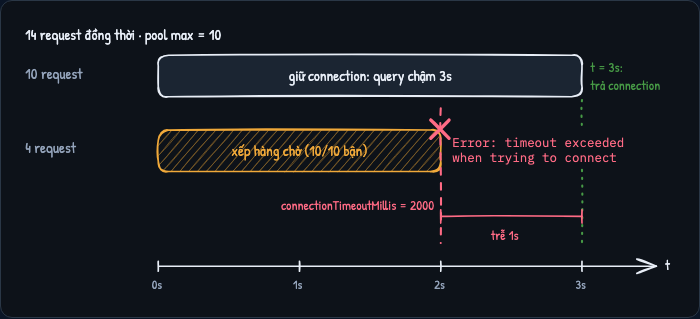 14 request đồng thời · pool max = 10
10 request
giữ connection: query chậm 3s
t = 3s:
trả connection
4 request
xếp hàng chờ (10/10 bận)
Error: timeout exceeded
when trying to connect
connectionTimeoutMillis = 2000
trễ 1s
t
0s
1s
2s
3s